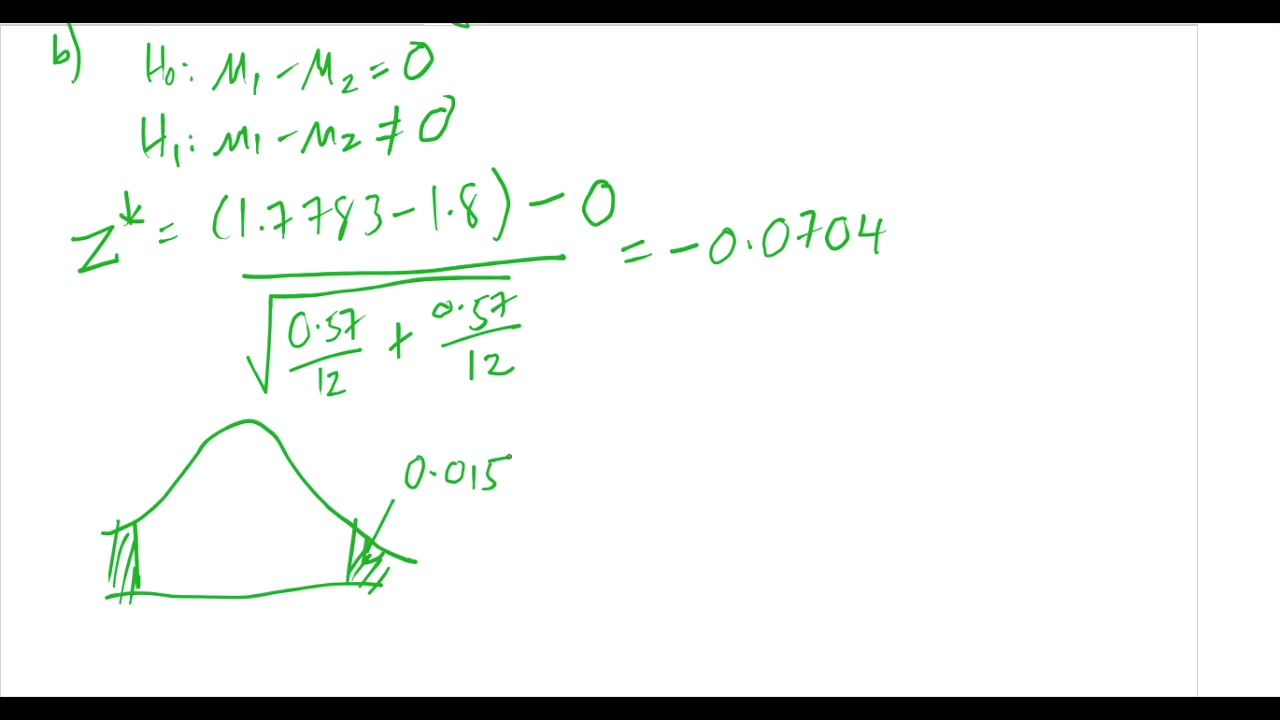 b) H₀: μ₁ - μ₂ = 0
H₁: μ₁ - μ₂ ≠ 0
Z* = (1.7783 - 1.8) - 0 / √(0.57/12 + 0.57/12) = -0.0704
0.015